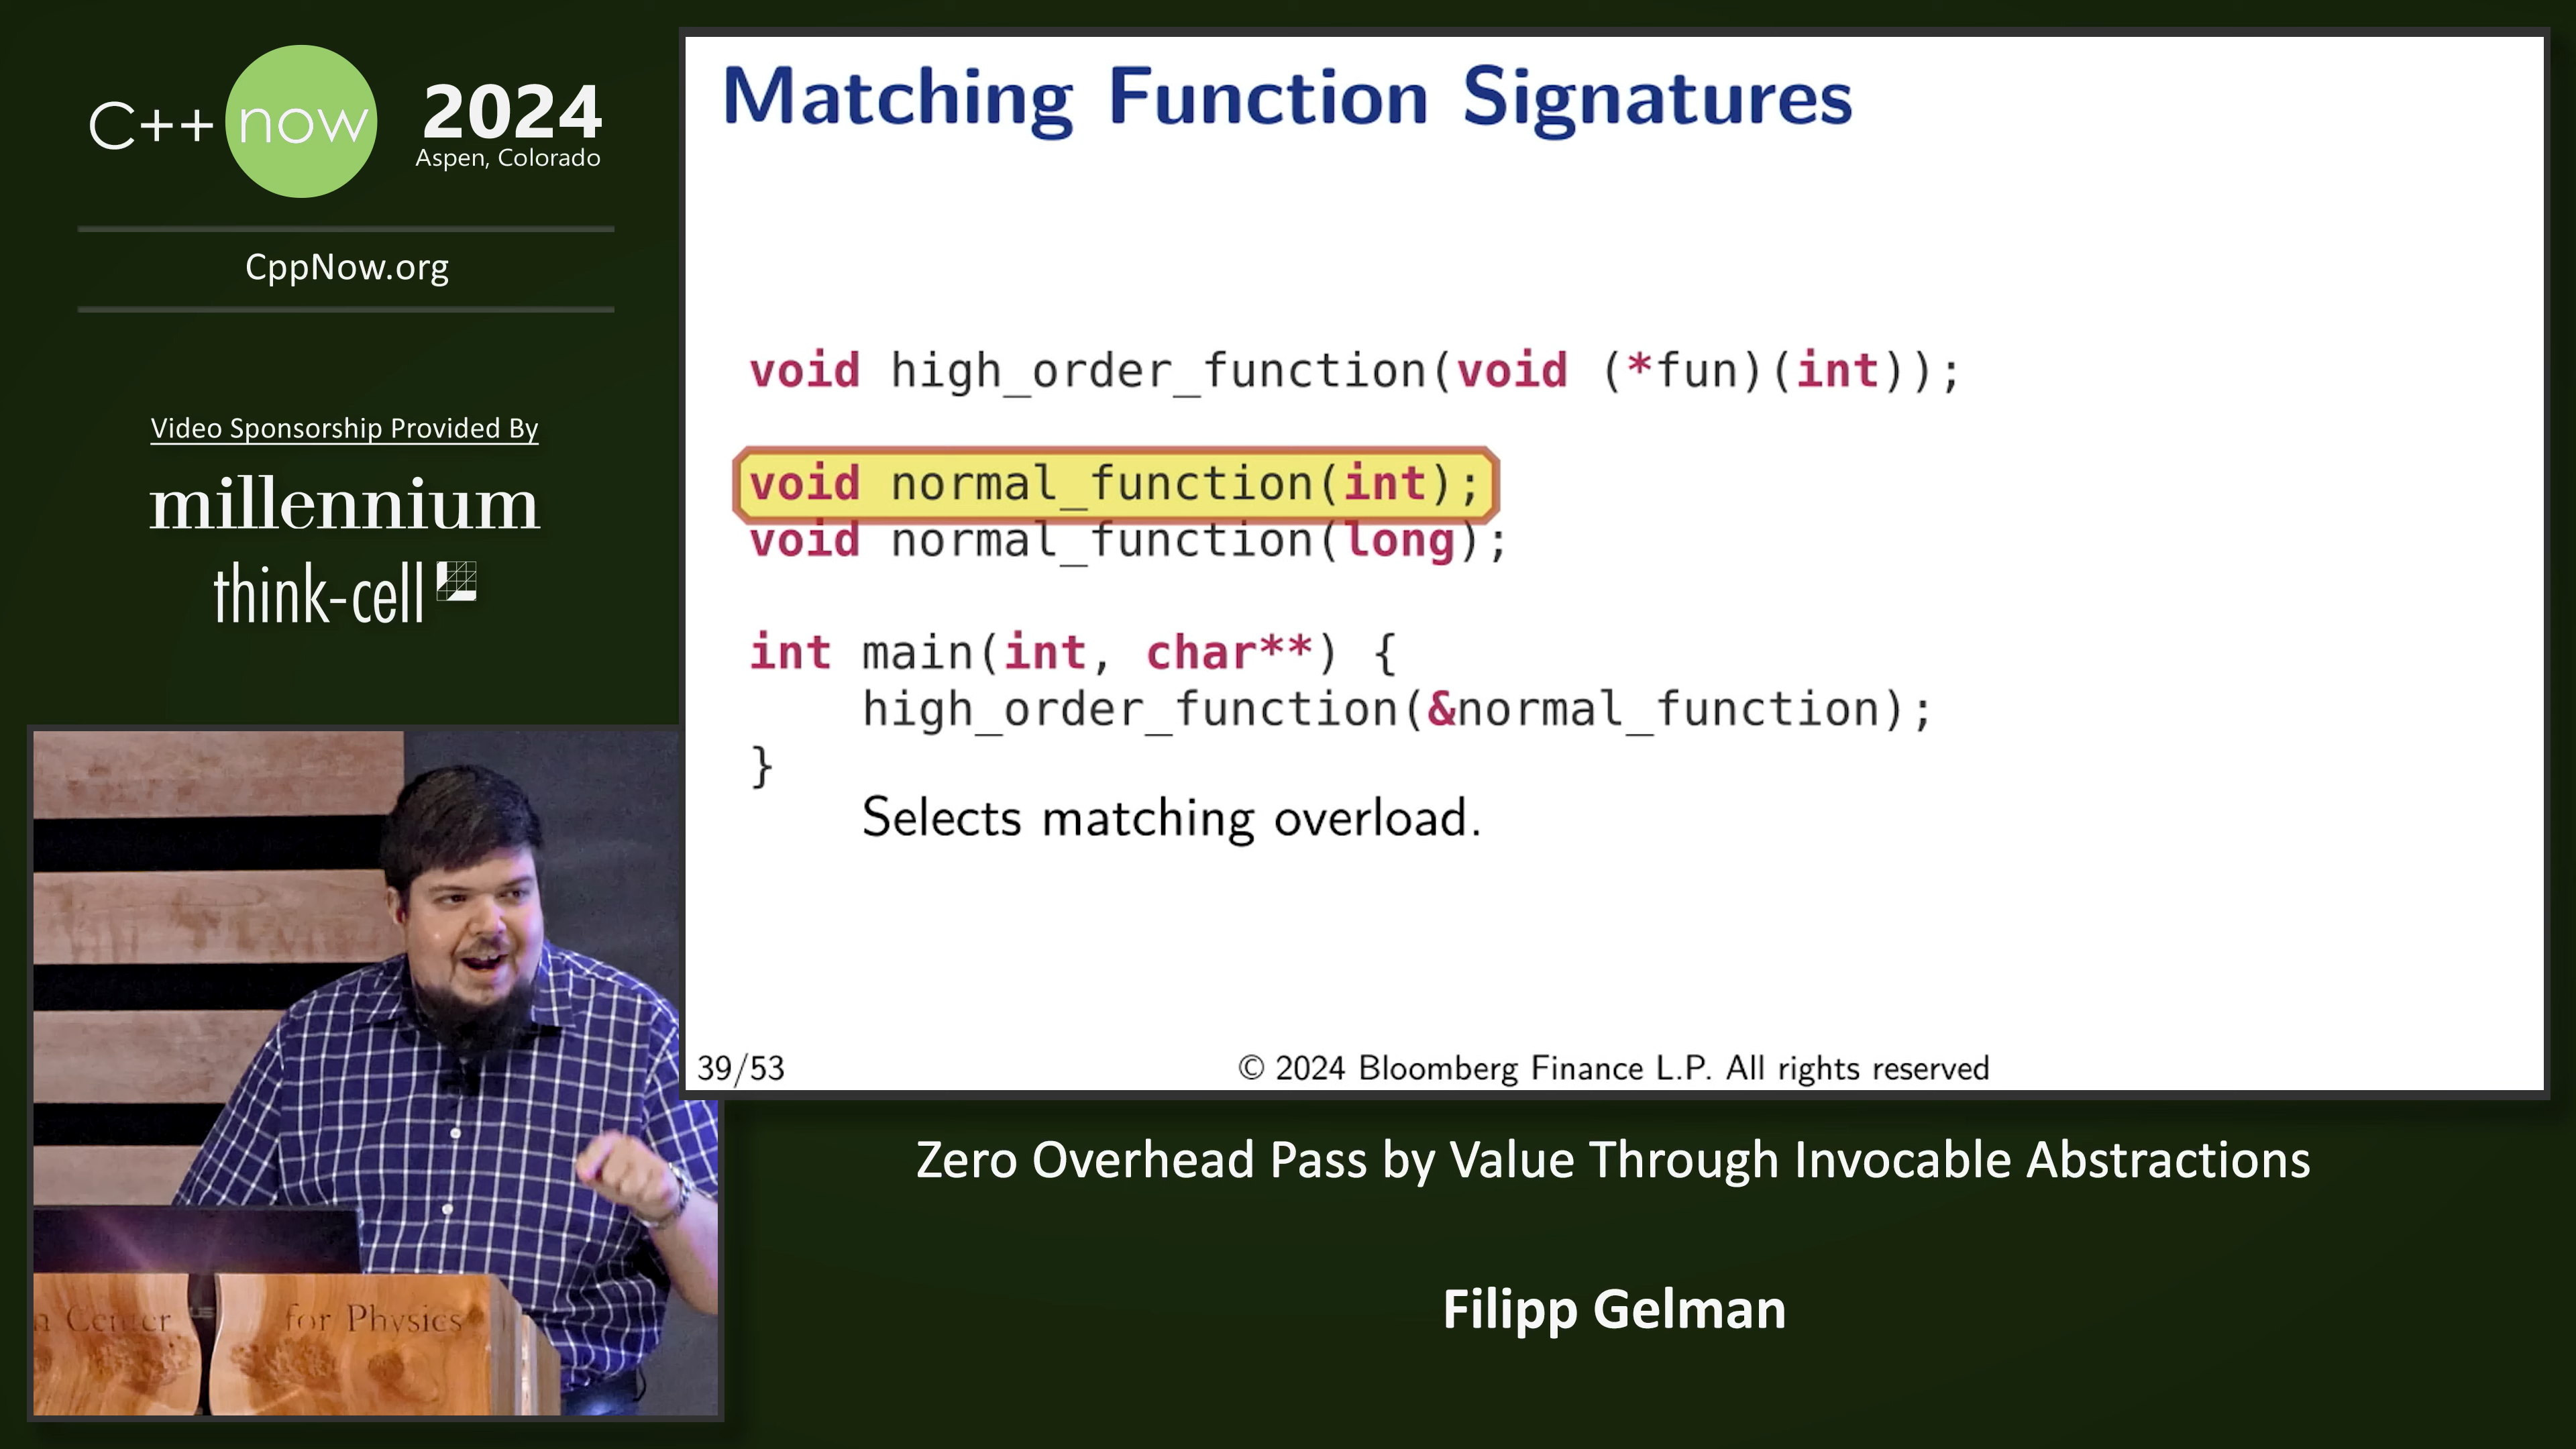 C++ now 2024
Aspen, Colorado
CppNow.org
Video Sponsorship Provided By
millennium
think-cell
Matching Function Signatures
void high_order_function(void (*fun)(int));
void normal_function(int);
void normal_function(long);
int main(int, char**) {
high_order_function(&normal_function);
}
Selects matching overload.
39/53
© 2024 Bloomberg Finance L.P. All rights reserved
n Center for Physics
Zero Overhead Pass by Value Through Invocable Abstractions
Filipp Gelman